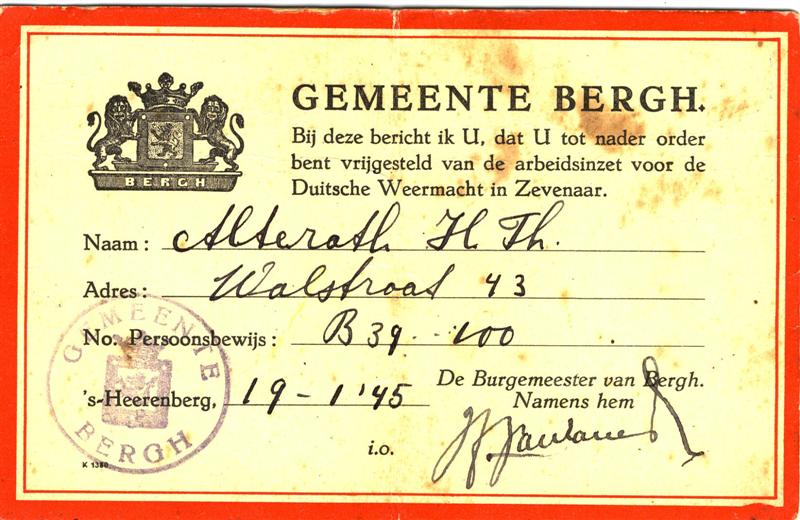 GEMEENTE BERGH.
BERGH
Bij deze bericht ik U, dat U tot nader order
bent vrijgesteld van de arbeidsinzet voor de
Duitsche Weermacht in Zevenaar.
Naam: Alterath H. Th.
Adres: Walstraat 43
No. Persoonsbewijs: B 39 - 100
's-Heerenberg, 19 - 1 '45
De Burgemeester van Bergh.
Namens hem
i.o.
GEMEENTE BERGH
K 1380